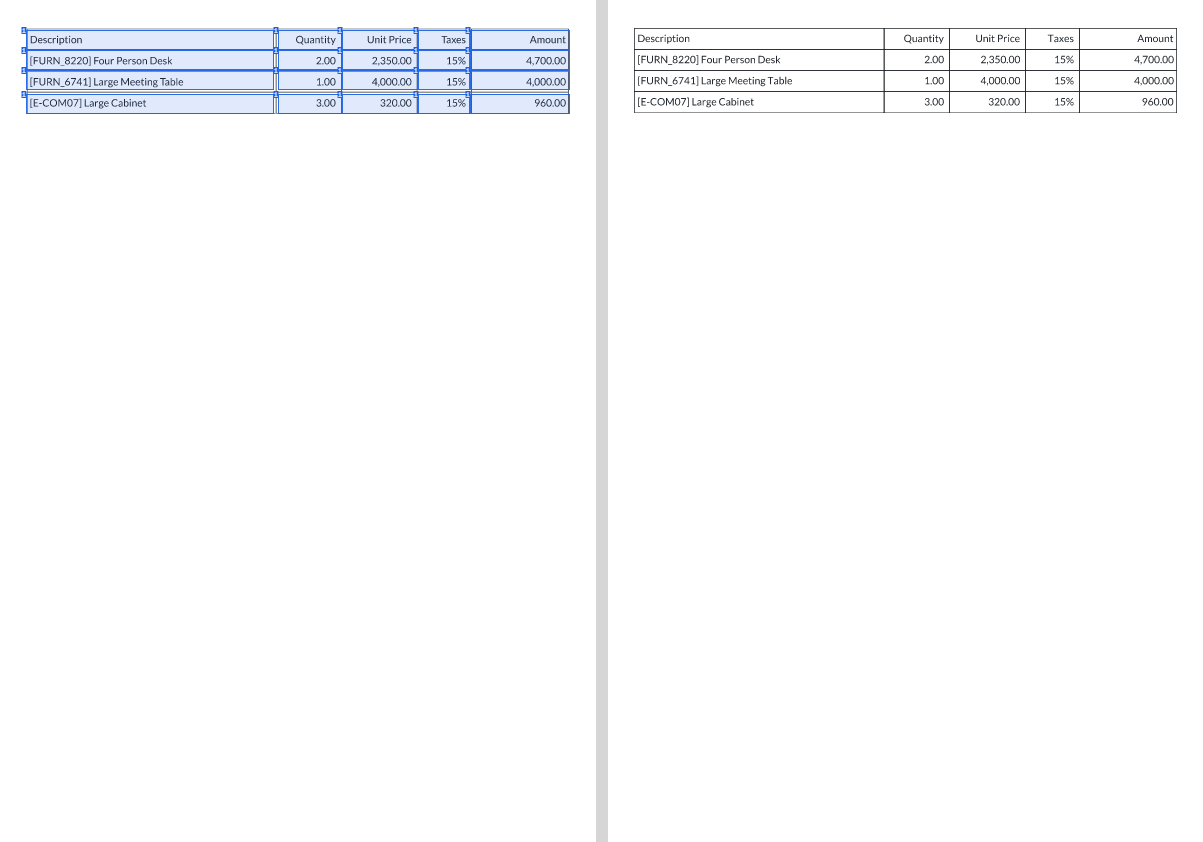 Description Quantity Unit Price Taxes Amount
[FURN_8220] Four Person Desk 2.00 2,350.00 15% 4,700.00
[FURN_6741] Large Meeting Table 1.00 4,000.00 15% 4,000.00
[E-COM07] Large Cabinet 3.00 320.00 15% 960.00
Description Quantity Unit Price Taxes Amount
[FURN_8220] Four Person Desk 2.00 2,350.00 15% 4,700.00
[FURN_6741] Large Meeting Table 1.00 4,000.00 15% 4,000.00
[E-COM07] Large Cabinet 3.00 320.00 15% 960.00